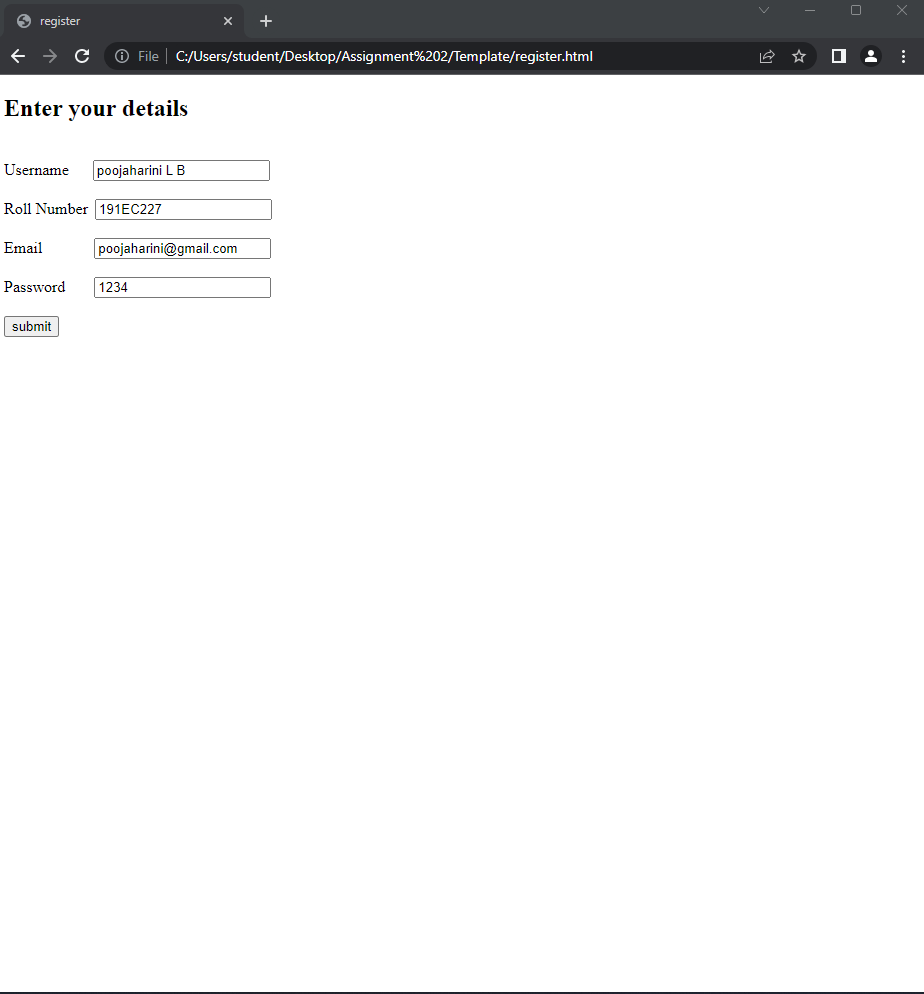 register
File C:/Users/student/Desktop/Assignment%202/Template/register.html
Enter your details
Username poojaharini L B
Roll Number 191EC227
Email poojaharini@gmail.com
Password 1234
submit